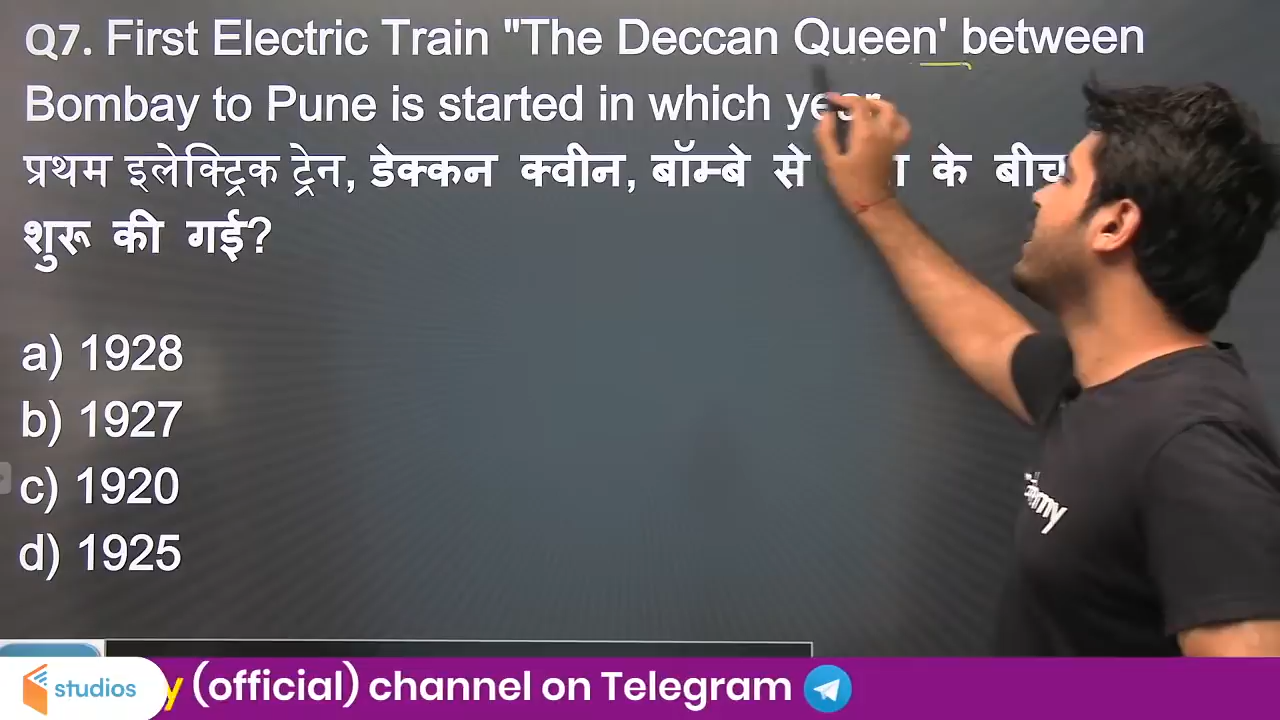 Q7. First Electric Train "The Deccan Queen' between
Bombay to Pune is started in which year
प्रथम इलेक्ट्रिक ट्रेन, डेक्कन क्वीन, बॉम्बे से के बीच
शुरू की गई?
a) 1928
b) 1927
c) 1920
d) 1925
studios
y (official) channel on Telegram